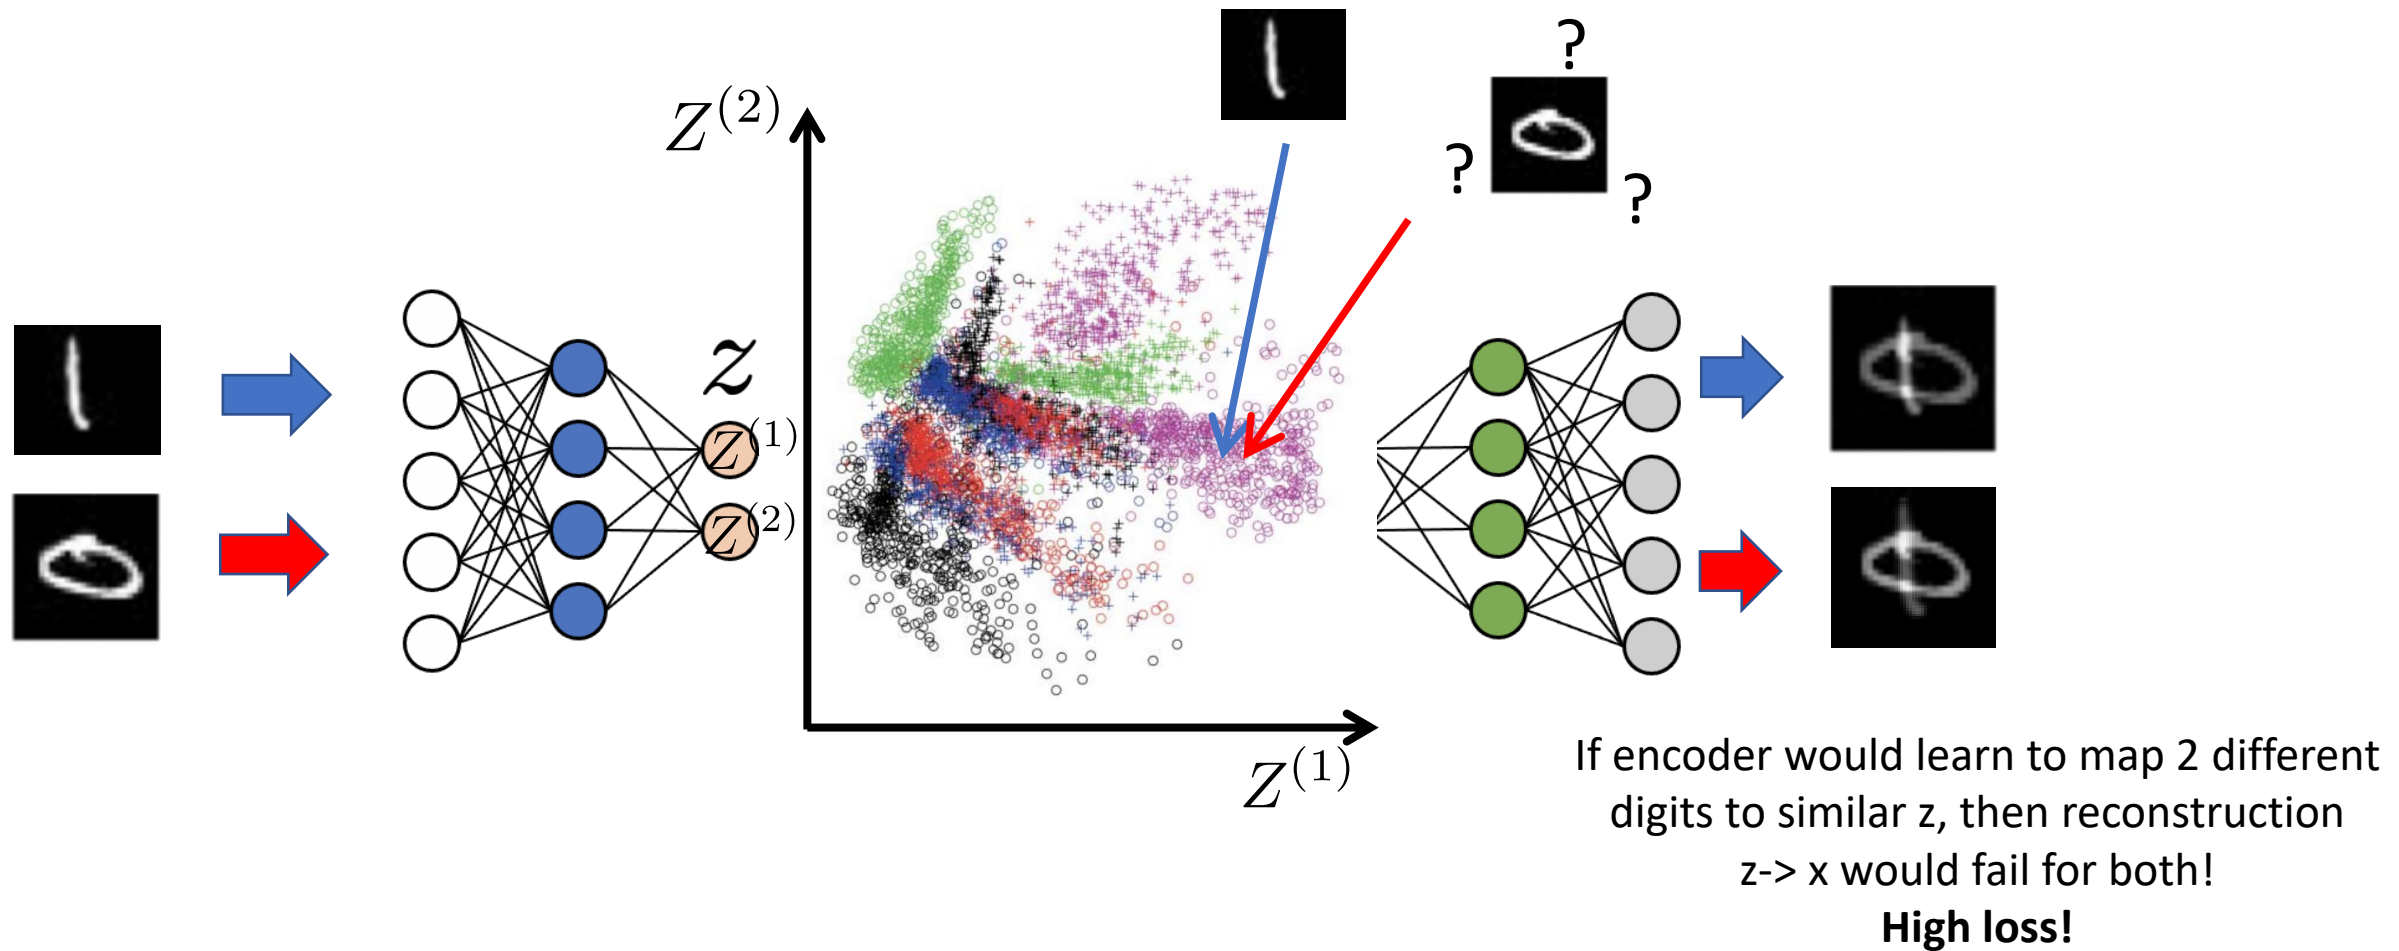 ?
Z^{(2)}
?
?
z
Z^{(1)}
Z^{(2)}
Z^{(1)}
If encoder would learn to map 2 different
digits to similar z, then reconstruction
z-> x would fail for both!
High loss!